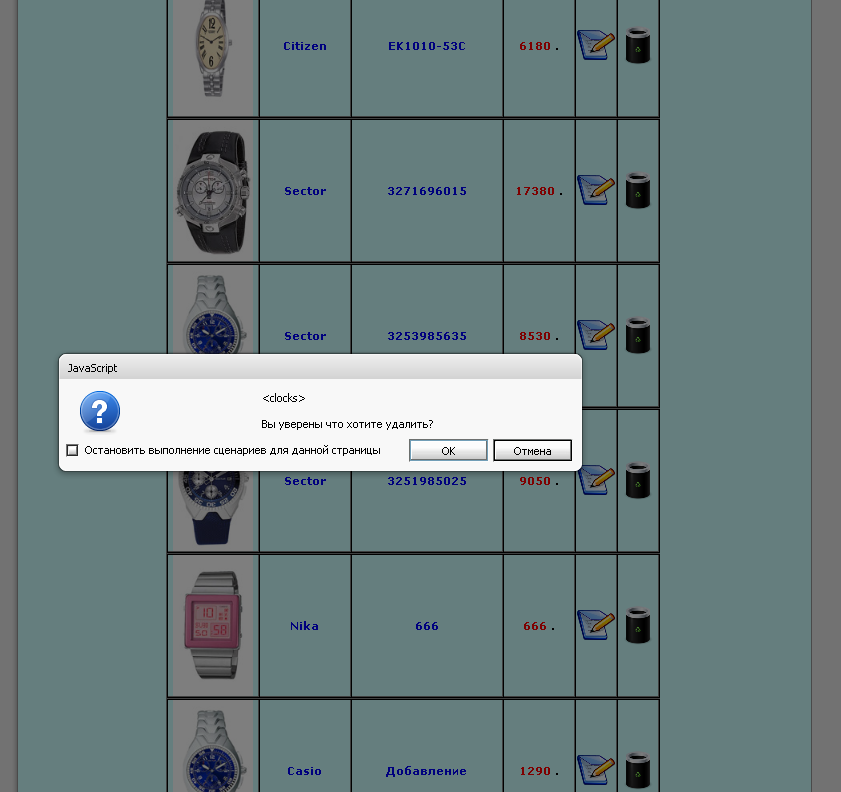 Citizen EK1010-53C 6180 .
Sector 3271696015 17380 .
Sector 3253985635 8530 .
JavaScript
<clocks>
Вы уверены что хотите удалить?
Остановить выполнение сценариев для данной страницы OK Отмена
Sector 3251985025 9050 .
Nika 666 666 .
Casio Добавление 1290 .